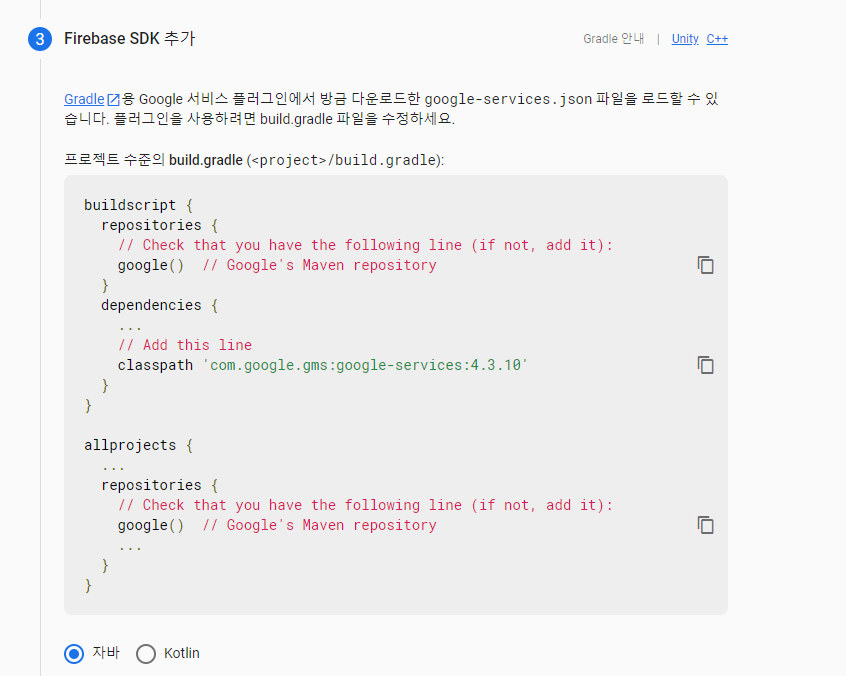 3 Firebase SDK 추가 Gradle 안내 | Unity C++
Gradle용 Google 서비스 플러그인에서 방금 다운로드한 google-services.json 파일을 로드할 수 있
습니다. 플러그인을 사용하려면 build.gradle 파일을 수정하세요.
프로젝트 수준의 build.gradle (<project>/build.gradle):
buildscript {
  repositories {
    // Check that you have the following line (if not, add it):
    google()  // Google's Maven repository
  }
  dependencies {
    ...
    // Add this line
    classpath 'com.google.gms:google-services:4.3.10'
  }
}
allprojects {
  ...
  repositories {
    // Check that you have the following line (if not, add it):
    google()  // Google's Maven repository
    ...
  }
}
자바 Kotlin